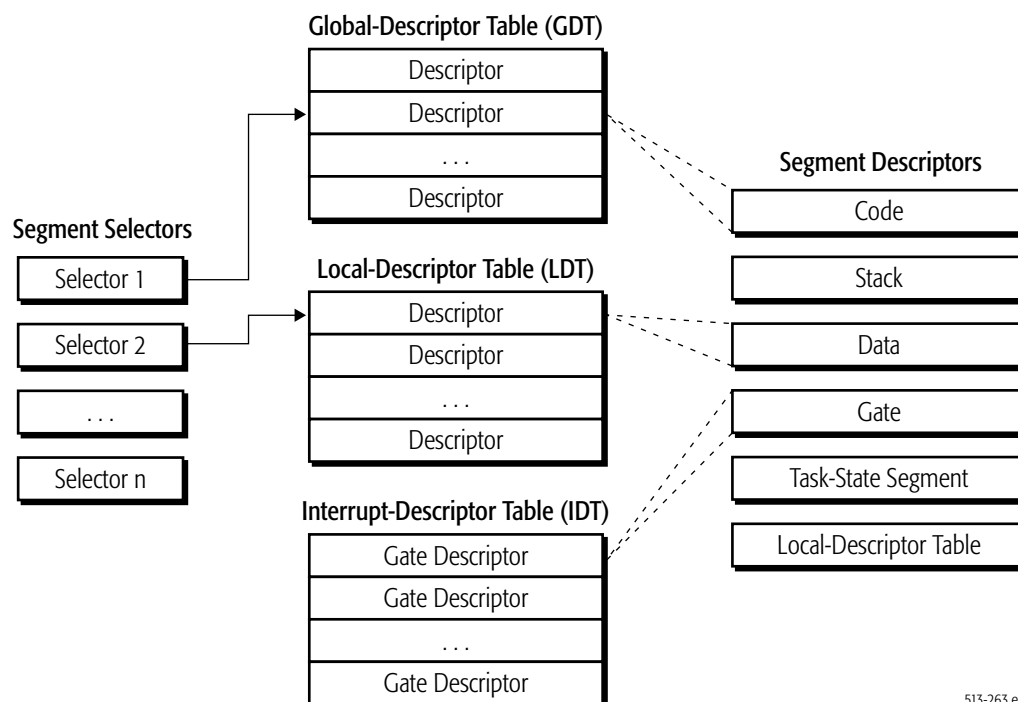 Global-Descriptor Table (GDT)
Descriptor
Descriptor
. . .
Descriptor
Segment Selectors
Selector 1
Selector 2
. . .
Selector n
Local-Descriptor Table (LDT)
Descriptor
Descriptor
. . .
Descriptor
Interrupt-Descriptor Table (IDT)
Gate Descriptor
Gate Descriptor
. . .
Gate Descriptor
Segment Descriptors
Code
Stack
Data
Gate
Task-State Segment
Local-Descriptor Table